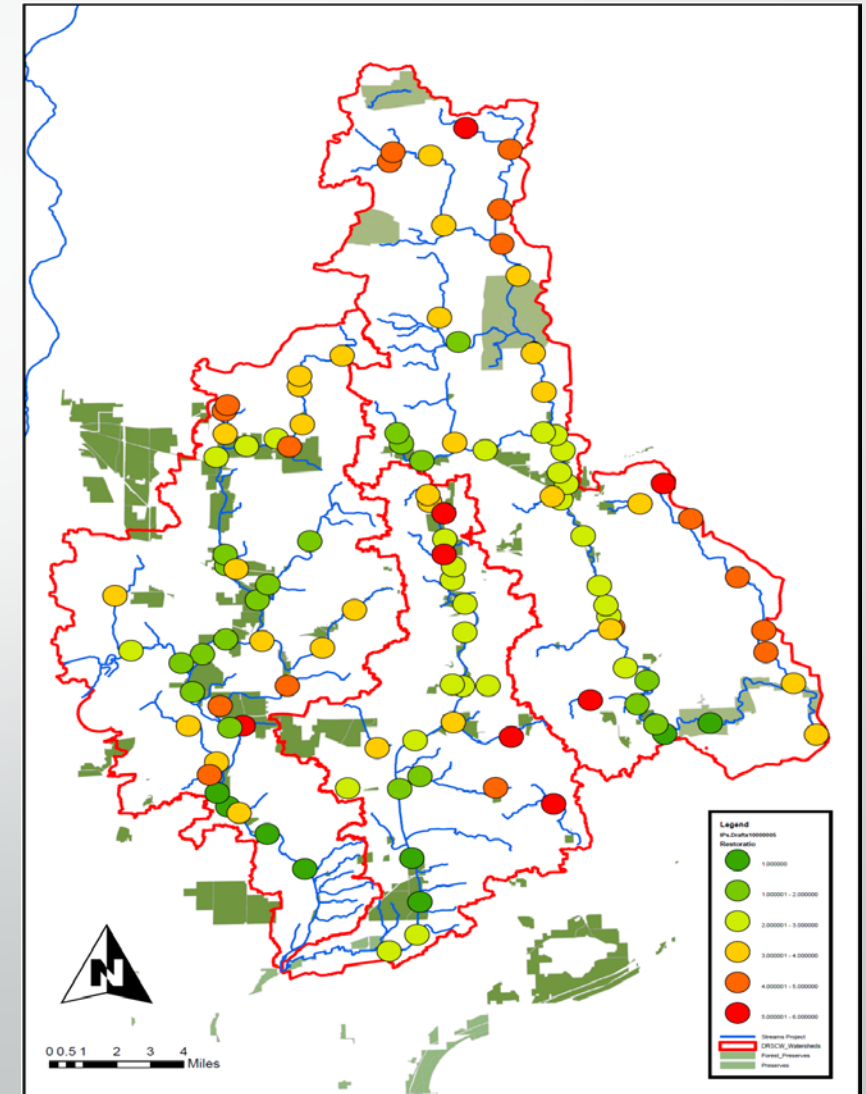 N
0 0.5 1 2 3 4
Miles
Legend
IPs.Drafts10000005
Restoratio
1.000000
1.000001 - 2.000000
2.000001 - 3.000000
3.000001 - 4.000000
4.000001 - 5.000000
5.000001 - 6.000000
Streams Project
DRSCW_Watersheds
Forest_Preserves
Preserves